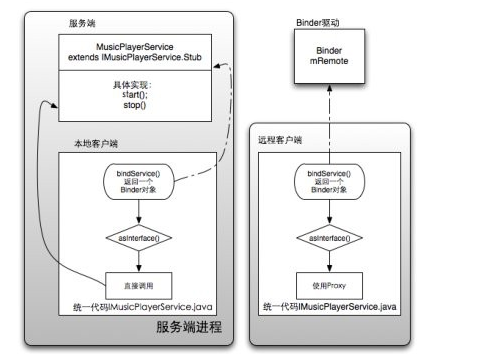 服务端
MusicPlayerService
extends IMusicPlayerService.Stub
具体实现:
start();
stop()
本地客户端
bindService()
返回一个
Binder对象
asInterface()
直接调用
统一代码IMusicPlayerService.java
服务端进程
Binder驱动
Binder
mRemote
远程客户端
bindService()
返回一个
Binder对象
asInterface()
使用Proxy
统一代码IMusicPlayerService.java